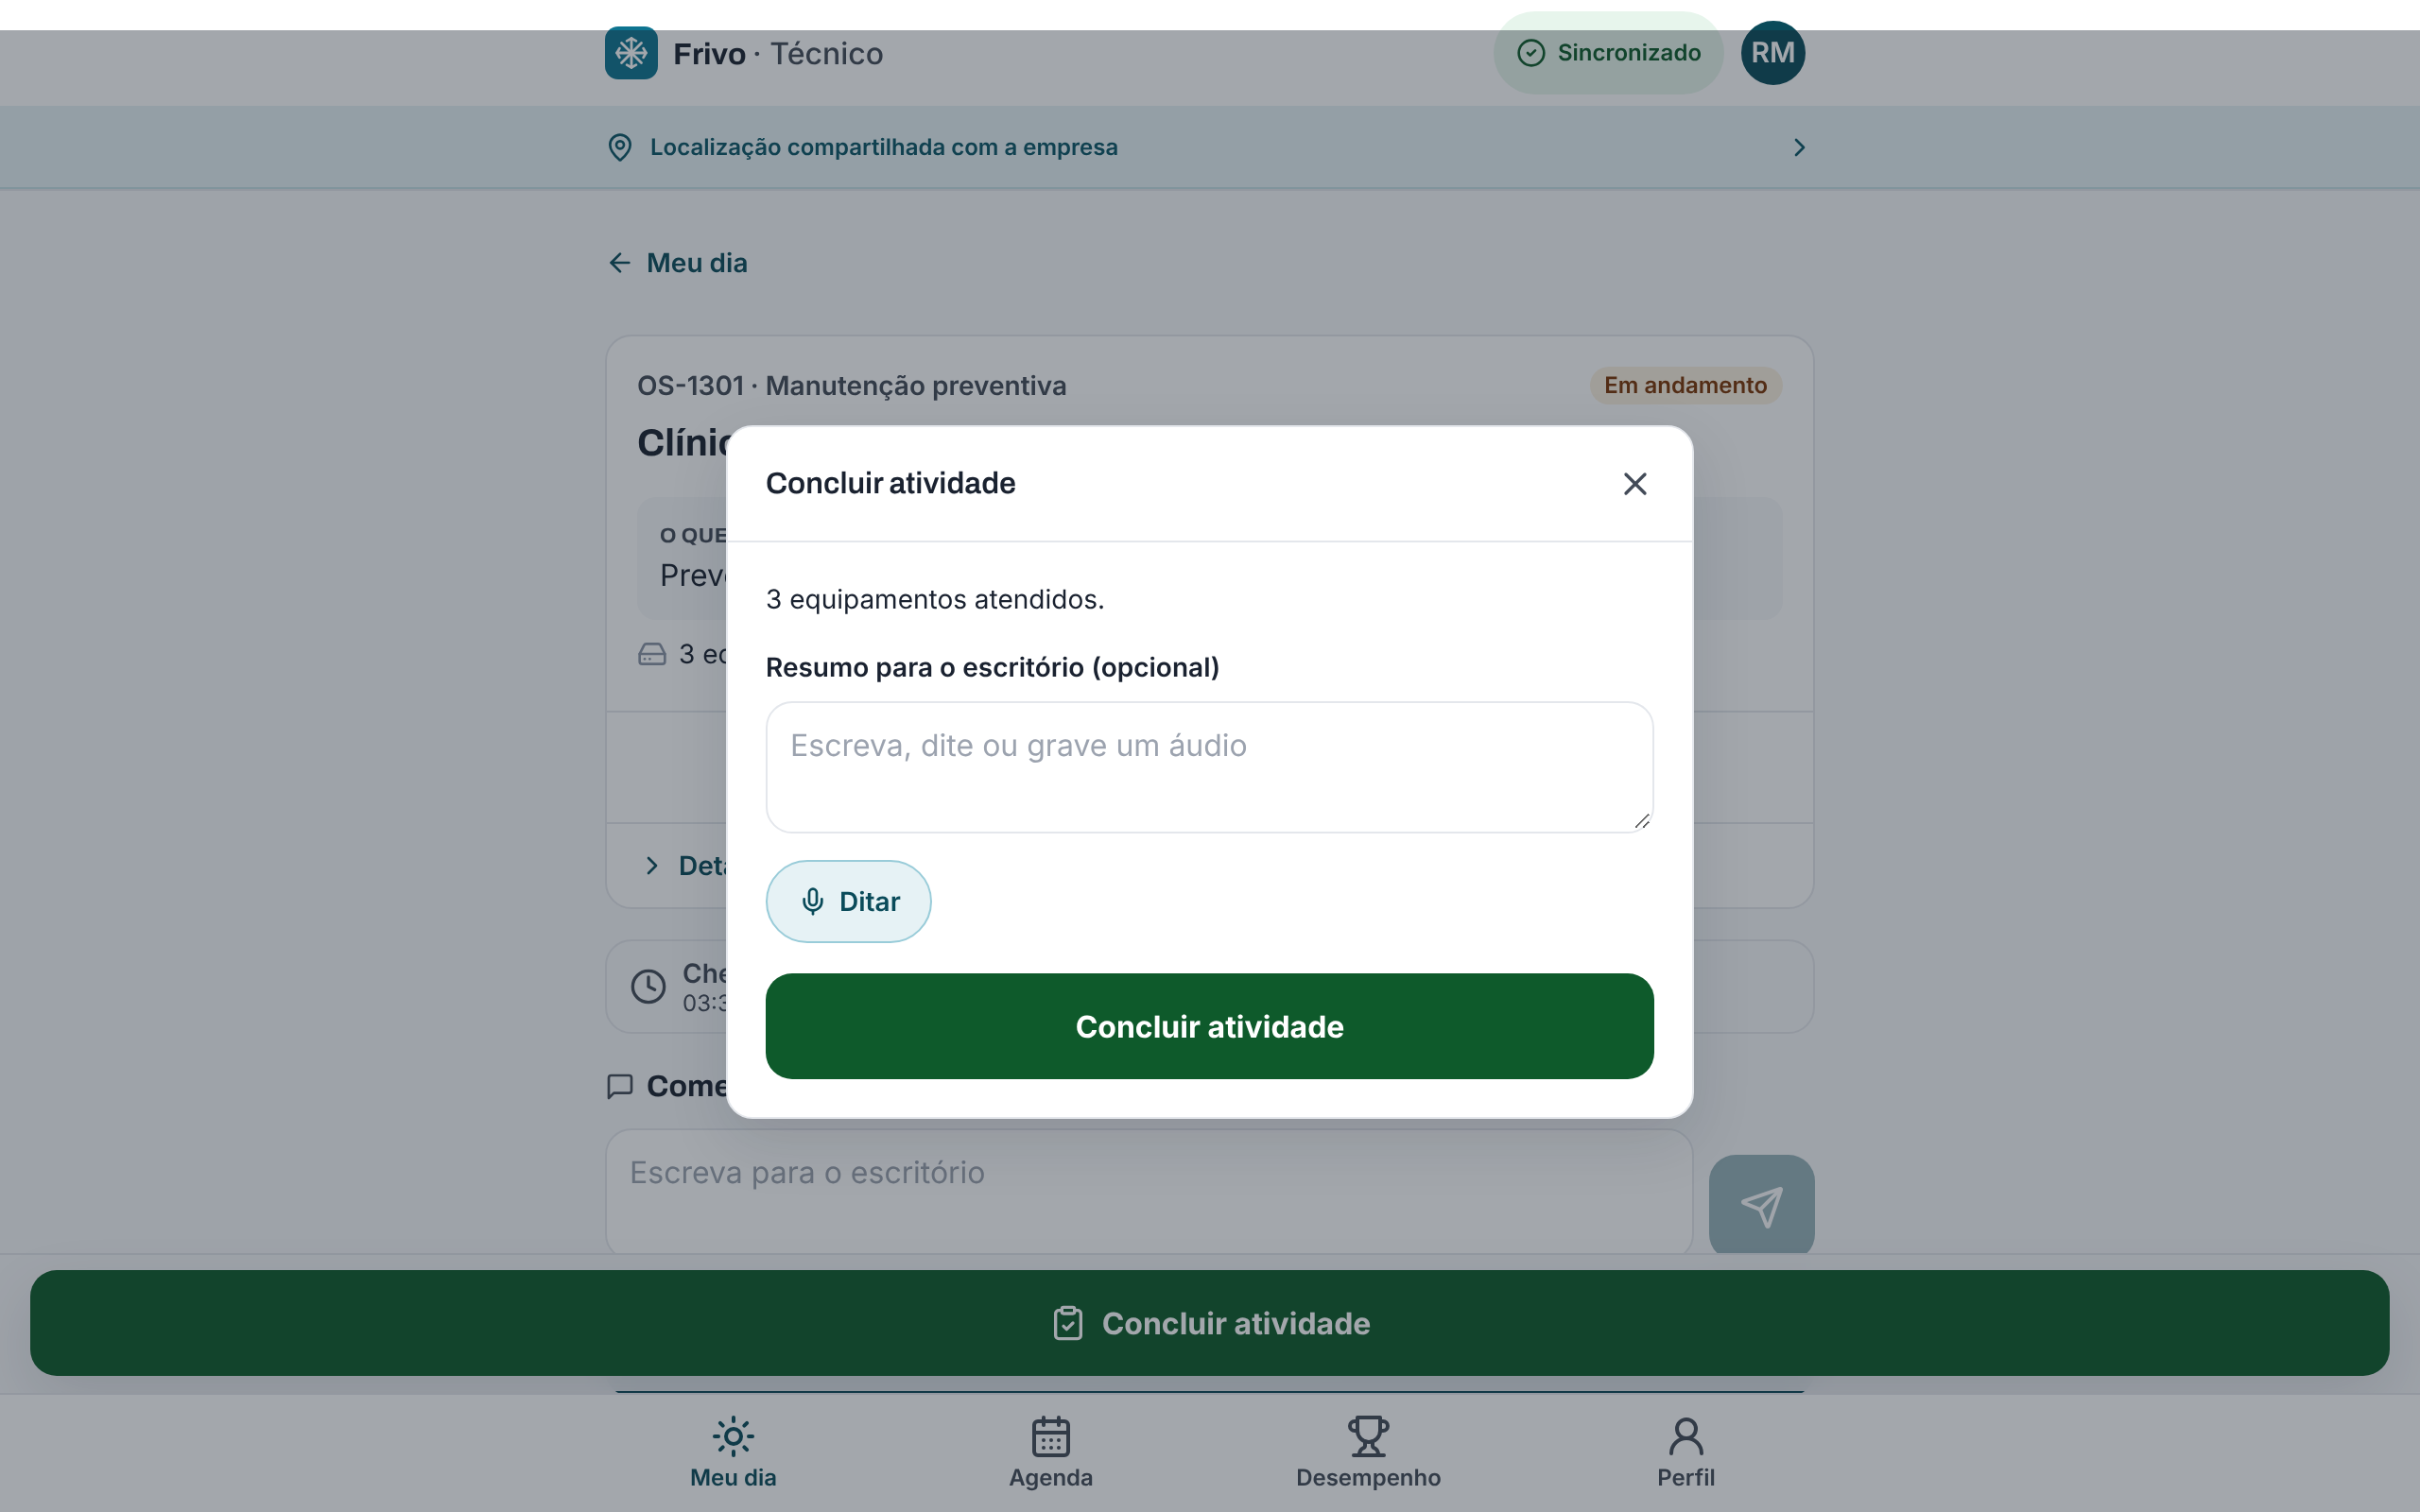 Frivo · Técnico
Sincronizado
RM
Localização compartilhada com a empresa
Meu dia
OS-1301 · Manutenção preventiva
Em andamento
Concluir atividade
3 equipamentos atendidos.
Resumo para o escritório (opcional)
Escreva, dite ou grave um áudio
Ditar
Concluir atividade
O QUE
Escreva para o escritório
Concluir atividade
Meu dia
Agenda
Desempenho
Perfil